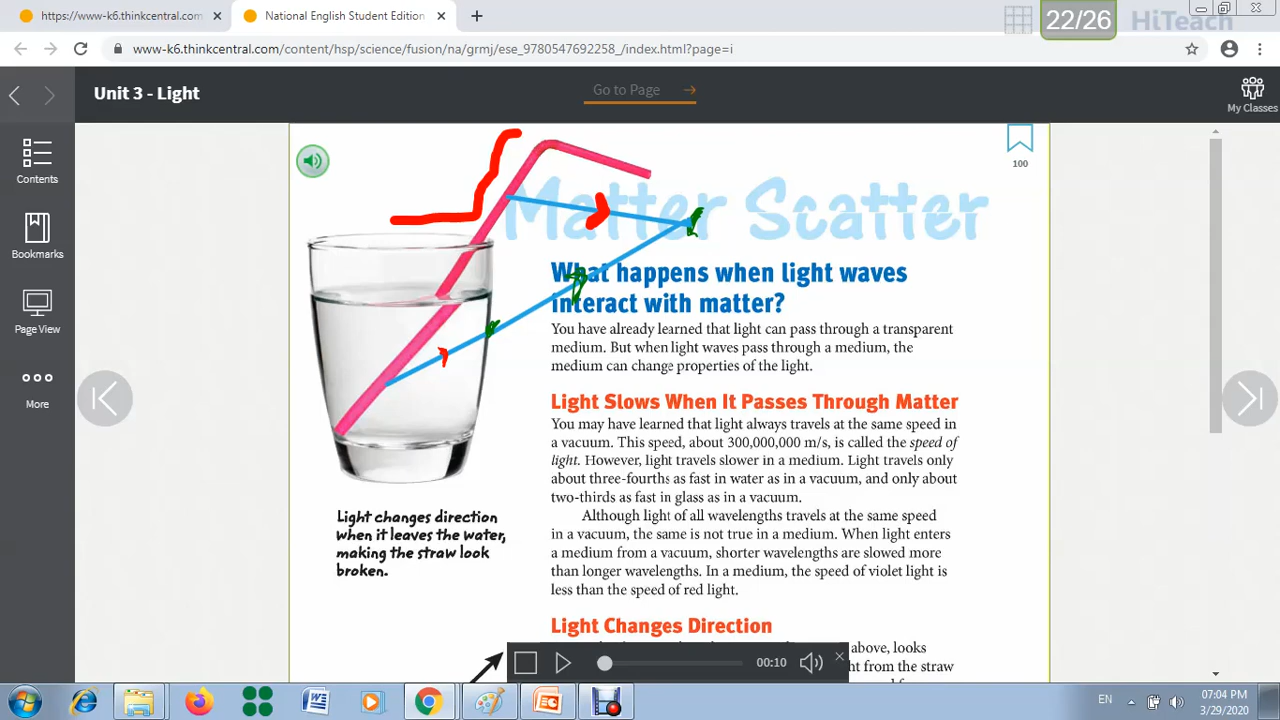 https://www-k6.thinkcentral.com/
National English Student Edition
22/26
HiTeach
www-k6.thinkcentral.com/content/hsp/science/fusion/na/grmj/ese_9780547692258_/index.html?page=i
Unit 3 - Light
Go to Page
My Classes
Contents
Bookmarks
Page View
More
100
Matter Scatter
What happens when light waves
interact with matter?
You have already learned that light can pass through a transparent
medium. But when light waves pass through a medium, the
medium can change properties of the light.
Light Slows When It Passes Through Matter
You may have learned that light always travels at the same speed in
a vacuum. This speed, about 300,000,000 m/s, is called the speed of
light. However, light travels slower in a medium. Light travels only
about three-fourths as fast in water as in a vacuum, and only about
two-thirds as fast in glass as in a vacuum.
Although light of all wavelengths travels at the same speed
in a vacuum, the same is not true in a medium. When light enters
a medium from a vacuum, shorter wavelengths are slowed more
than longer wavelengths. In a medium, the speed of violet light is
less than the speed of red light.
Light changes direction
when it leaves the water,
making the straw look
broken.
Light Changes Direction
above, looks
from the straw
00:10
EN
07:04 PM
3/29/2020